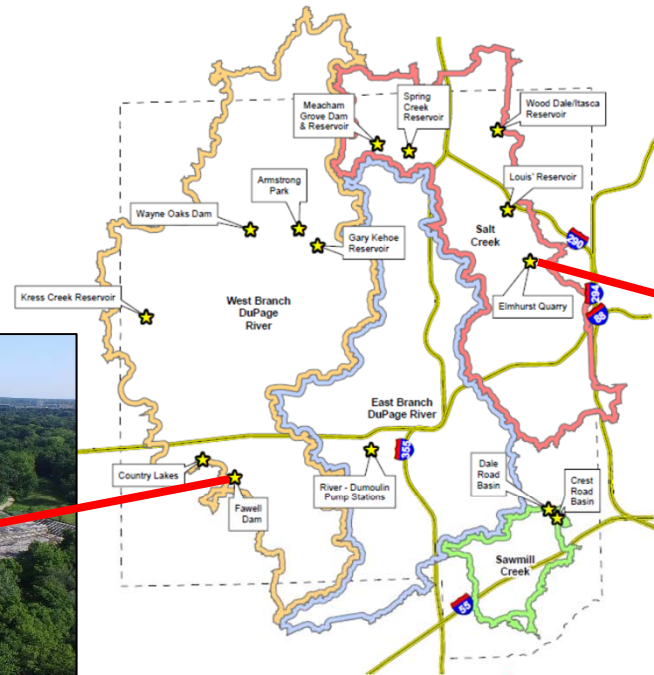 Meacham
Grove Dam
& Reservoir
Spring
Creek
Reservoir
Wood Dale/Itasca
Reservoir
Armstrong
Park
Louis' Reservoir
Wayne Oaks Dam
Gary Kehoe
Reservoir
Salt
Creek
290
Kress Creek Reservoir
West Branch
DuPage
River
Elmhurst Quarry
294
88
East Branch
DuPage River
355
Country Lakes
Fawell
Dam
River - Dumoulin
Pump Stations
Dale
Road
Basin
Crest
Road
Basin
Sawmill
Creek
55